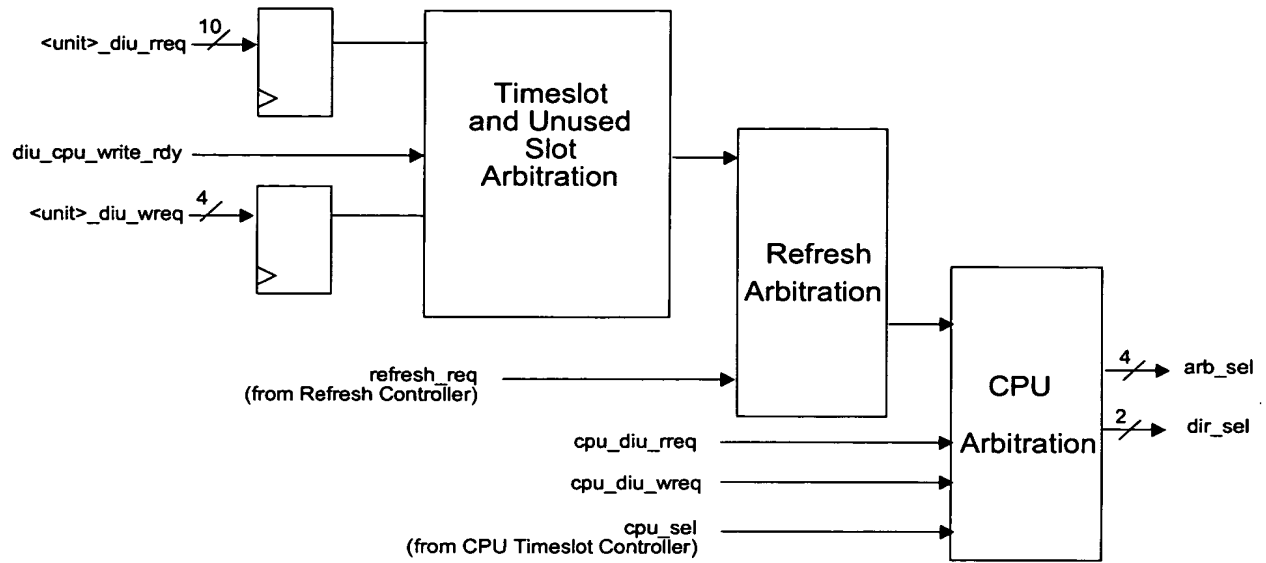 10
<unit>_diu_rreq
diu_cpu_write_rdy
4
<unit>_diu_wreq
Timeslot
and Unused
Slot
Arbitration
Refresh
Arbitration
refresh_req
(from Refresh Controller)
cpu_diu_rreq
cpu_diu_wreq
cpu_sel
(from CPU Timeslot Controller)
CPU
Arbitration
4
arb_sel
2
dir_sel